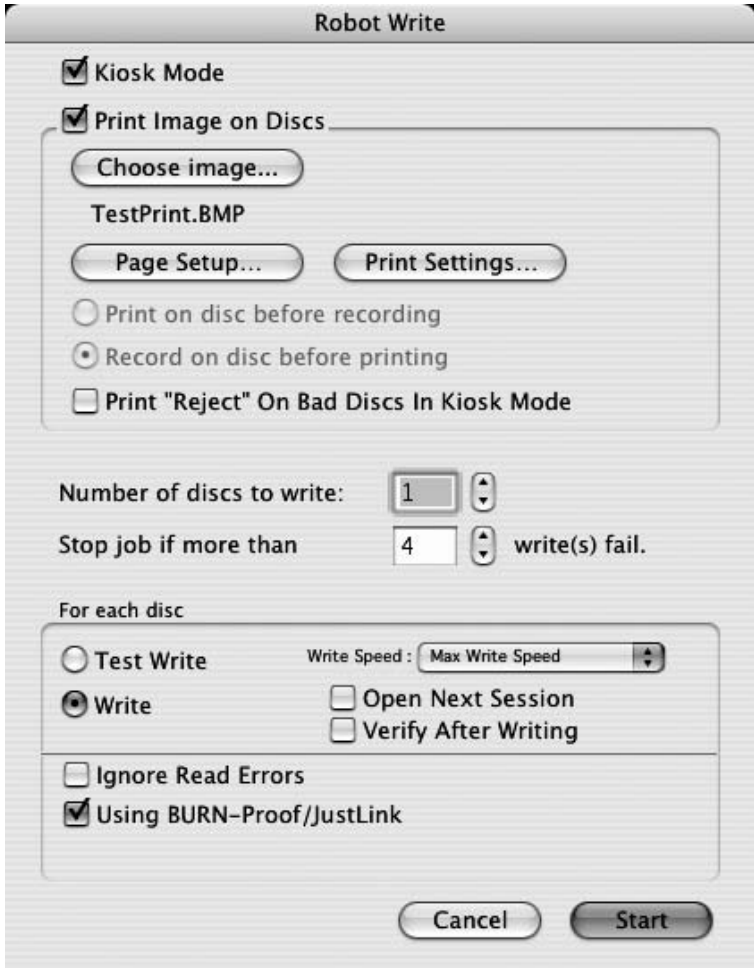 Robot Write
Kiosk Mode
Print Image on Discs
Choose image...
TestPrint.BMP
Page Setup... Print Settings...
Print on disc before recording
Record on disc before printing
Print "Reject" On Bad Discs In Kiosk Mode
Number of discs to write: 1
Stop job if more than 4 write(s) fail.
For each disc
Test Write Write Speed : Max Write Speed
Write Open Next Session
Verify After Writing
Ignore Read Errors
Using BURN-Proof/JustLink
Cancel Start